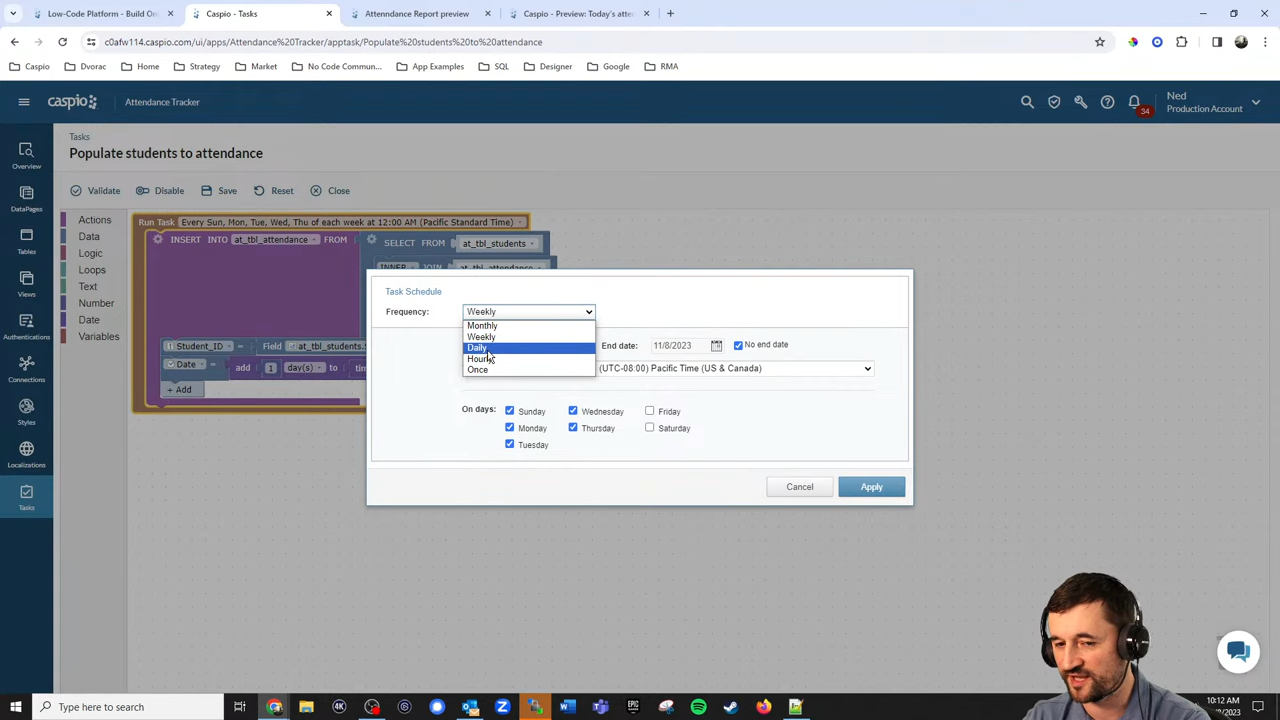 Low-Code Platform - Build On
Caspio - Tasks
Attenndance Report preview
Caspio - Preview: Today's atte
c0afw114.caspio.com/ui/apps/Attendance%20Tracker/apptask/Populate%20students%20to%20attendance
Caspio
Dvorac
Home
Strategy
Market
No Code Commun...
App Examples
SQL
Designer
Google
RMA
caspio
Attendance Tracker
34
Ned
Production Account
Overview
DataPages
Tables
Views
Authentications
Connections
Styles
Localizations
Tasks
Tasks
Populate students to attendance
Validate
Disable
Save
Reset
Close
Actions
Data
Logic
Loops
Text
Number
Date
Variables
Run Task Every Sun, Mon, Tue, Wed, Thu of each week at 12:00 AM (Pacific Standard Time)
INSERT INTO at_tbl_attendance FROM
SELECT FROM at_tbl_students
INNER JOIN at_tbl_attendance
Student_ID = Field at_tbl_students.
Date = add 1 day(s) to
+ Add
Task Schedule
Frequency: Weekly
Monthly
Weekly
Daily
Hourly
Once
End date: 11/8/2023 No end date
(UTC-08:00) Pacific Time (US & Canada)
On days:
Sunday Wednesday Friday
Monday Thursday Saturday
Tuesday
Cancel Apply
Type here to search
4K
EPIC
10:12 AM